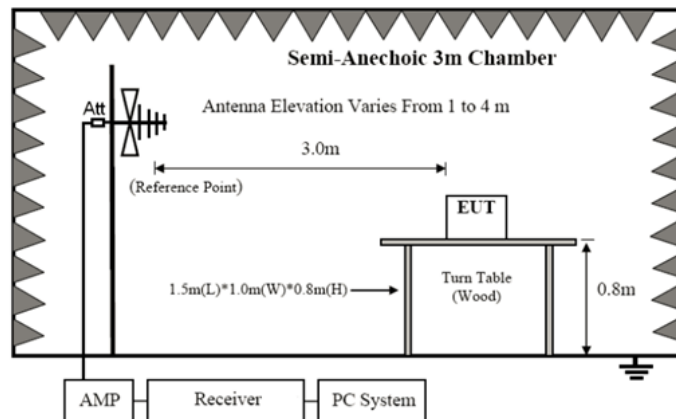 Semi-Anechoic 3m Chamber
Att
Antenna Elevation Varies From 1 to 4 m
3.0m
(Reference Point)
EUT
1.5m(L)*1.0m(W)*0.8m(H)
Turn Table
(Wood)
0.8m
AMP
Receiver
PC System